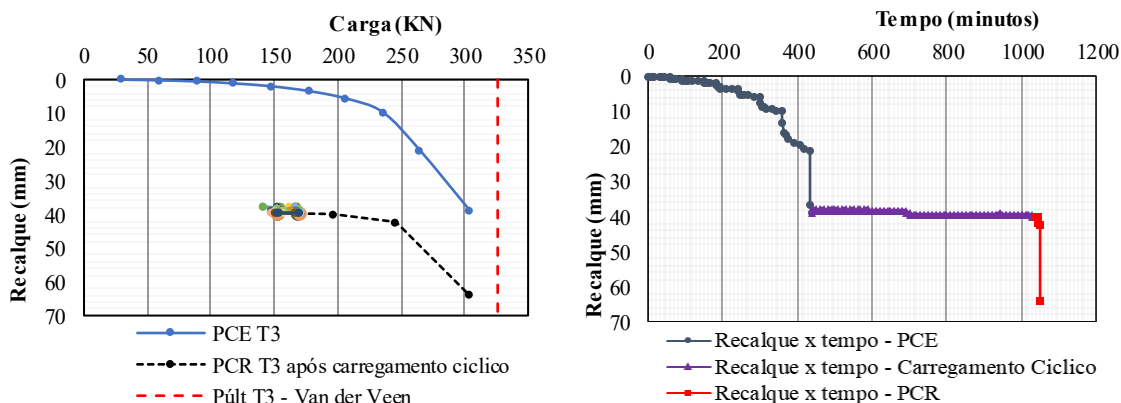 Carga (KN)
0 50 100 150 200 250 300 350
0
10
20
30
40
50
60
70
Recalque (mm)
PCE T3
PCR T3 após carregamento ciclico
Púlt T3 - Van der Veen
Tempo (minutos)
0 200 400 600 800 1000 1200
0
10
20
30
40
50
60
70
Recalque (mm)
Recalque x tempo - PCE
Recalque x tempo - Carregamento Ciclico
Recalque x tempo - PCR